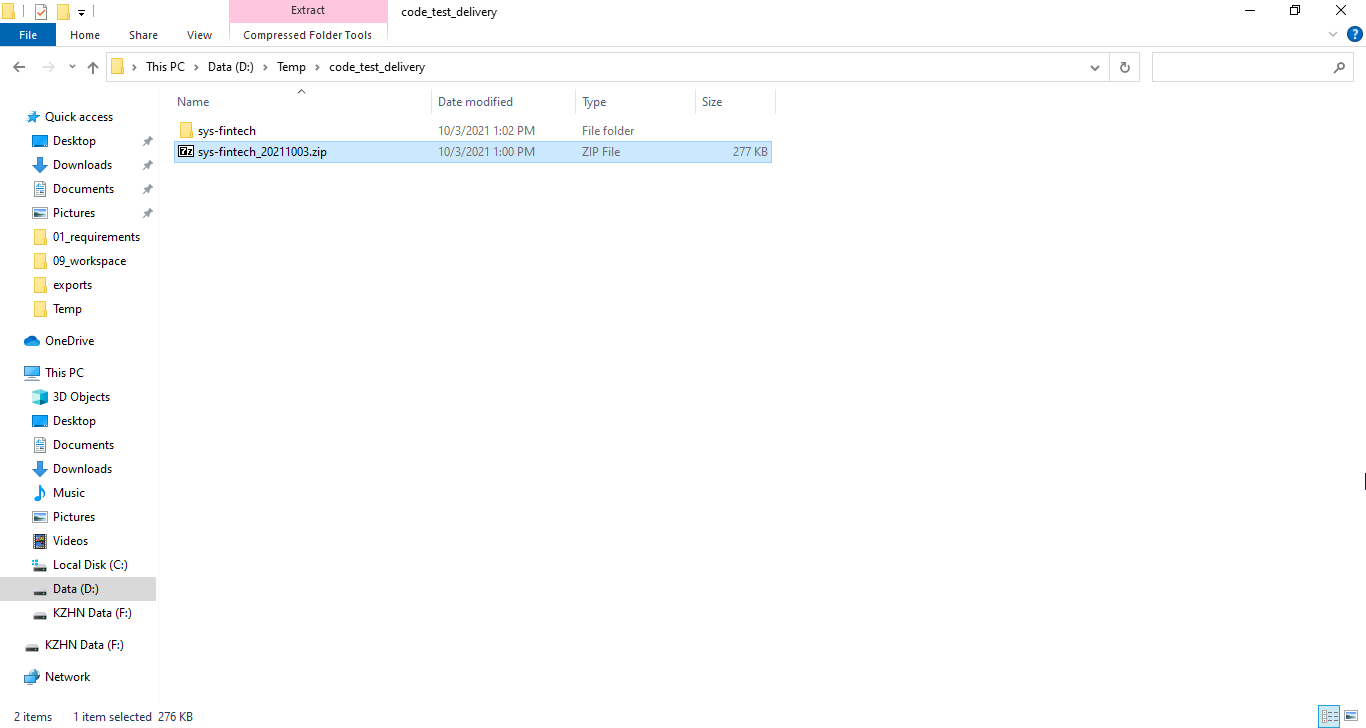 Extract
code_test_delivery
File
Home
Share
View
Compressed Folder Tools
?
This PC
Data (D:)
Temp
code_test_delivery
Name
Date modified
Type
Size
sys-fintech
10/3/2021 1:02 PM
File folder
7z
sys-fintech_20211003.zip
10/3/2021 1:00 PM
ZIP File
277 KB
Quick access
Desktop
Downloads
Documents
Pictures
01_requirements
09_workspace
exports
Temp
OneDrive
This PC
3D Objects
Desktop
Documents
Downloads
Music
Pictures
Videos
Local Disk (C:)
Data (D:)
KZHN Data (F:)
KZHN Data (F:)
Network
2 items
1 item selected 276 KB